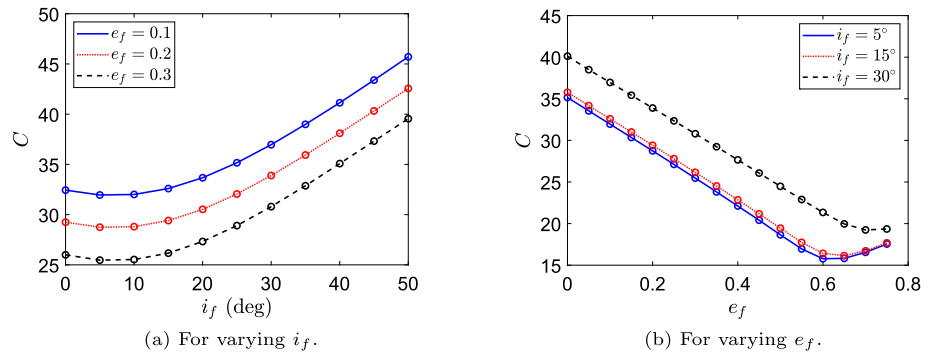 50
45
40
35
30
25
C
0 10 20 30 40 50
i_f (deg)
e_f = 0.1
e_f = 0.2
e_f = 0.3
(a) For varying i_f.
45
40
35
30
25
20
15
C
0 0.2 0.4 0.6 0.8
e_f
i_f = 5°
i_f = 15°
i_f = 30°
(b) For varying e_f.